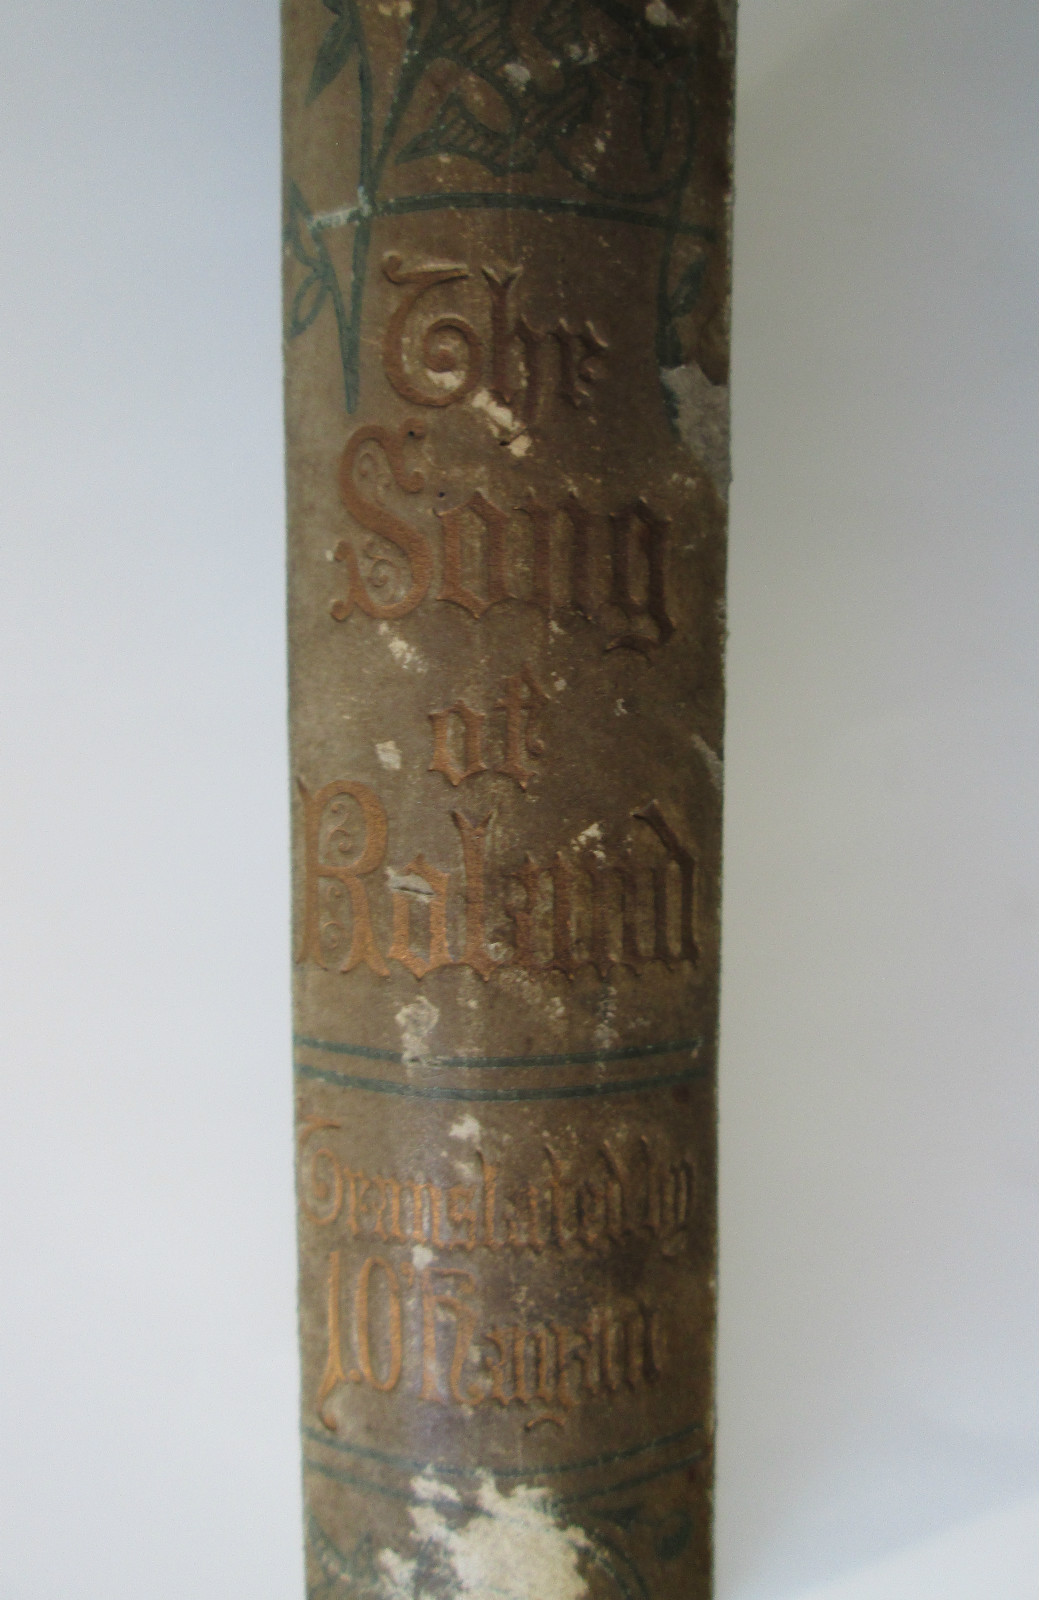 The
Song
of
Roland
Translated by
J. O'Hagan